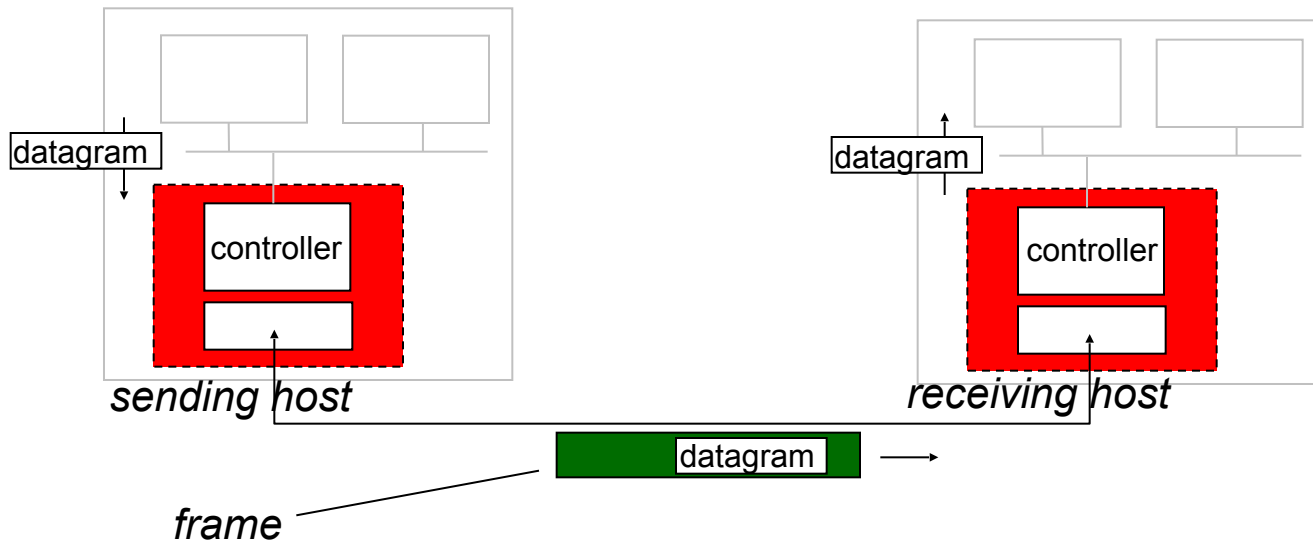 datagram
controller
sending host
datagram
controller
receiving host
datagram
frame